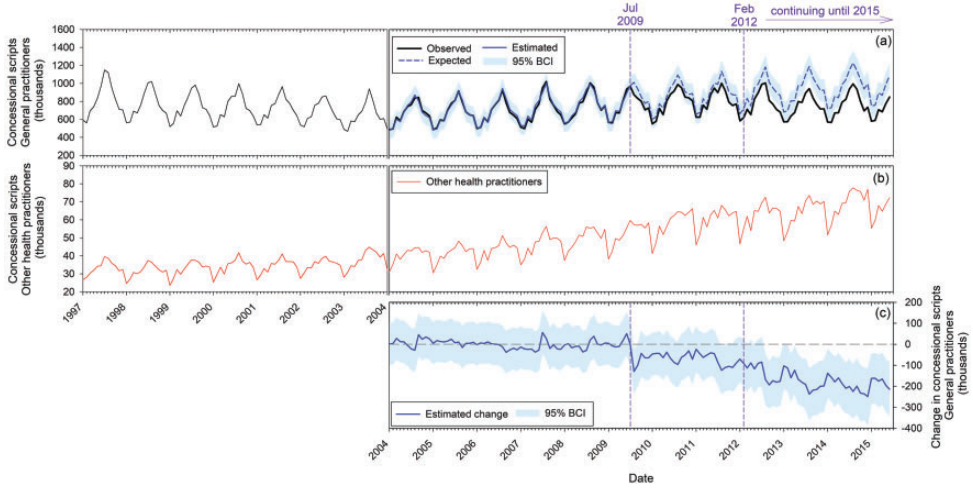 Jul
2009
Feb
2012
continuing until 2015
Concessional scripts
General practitioners
(thousands)
1600
1400
1200
1000
800
600
400
200
Observed
Estimated
Expected
95% BCI
(a)
Concessional scripts
Other health practitioners
(thousands)
90
80
70
60
50
40
30
20
Other health practitioners
(b)
1997
1998
1999
2000
2001
2002
2003
2004
Estimated change
95% BCI
(c)
200
100
0
-100
-200
-300
-400
Change in concessional scripts
General practitioners
(thousands)
2004
2005
2006
2007
2008
2009
2010
2011
2012
2013
2014
2015
Date